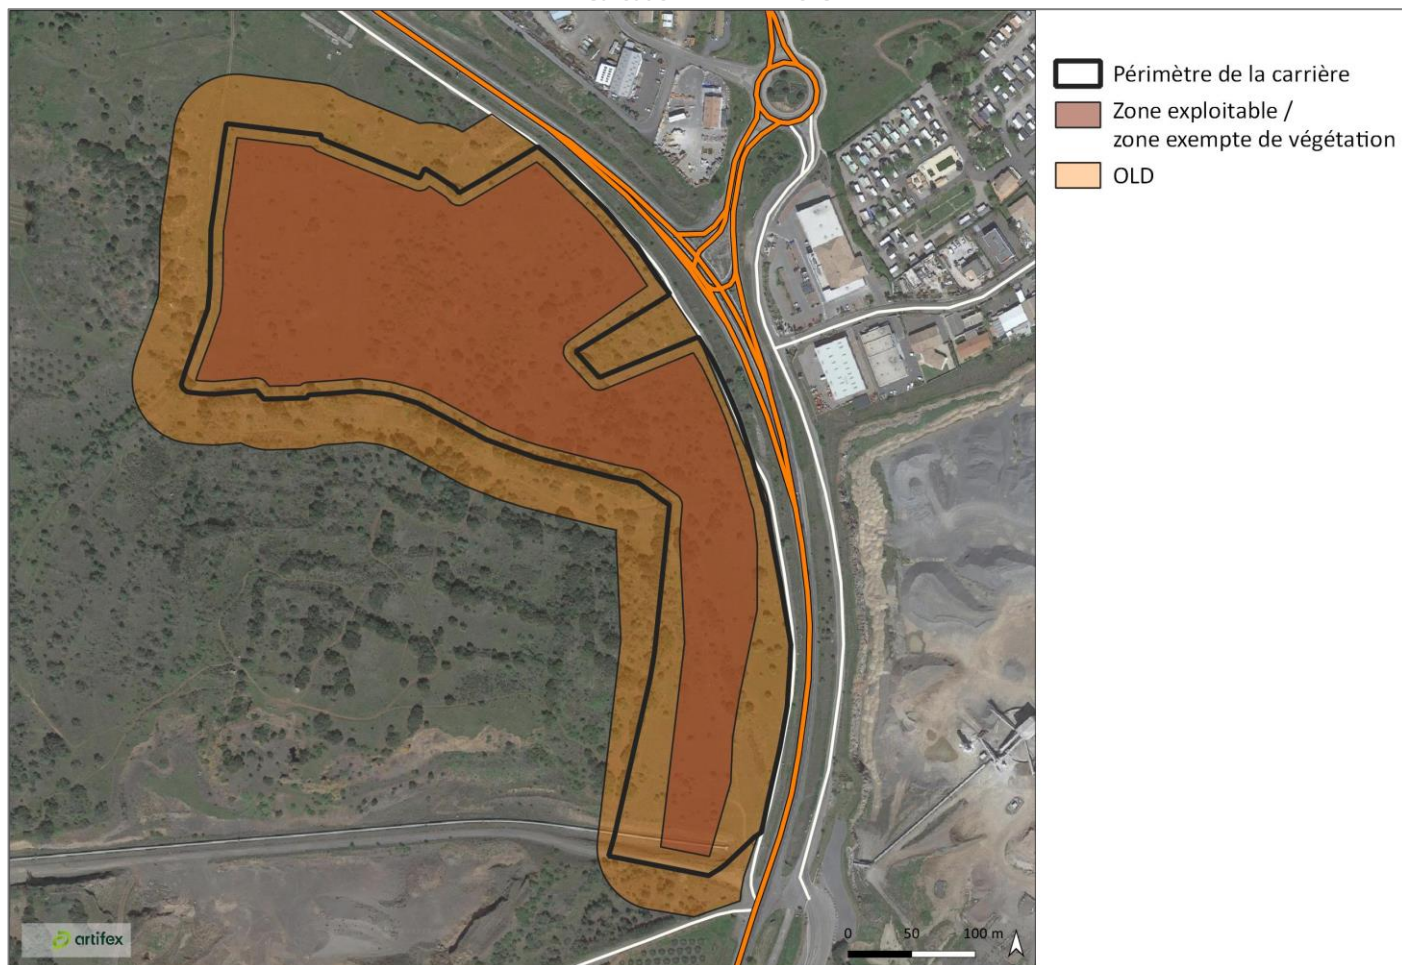 Périmètre de la carrière
Zone exploitable /
zone exempte de végétation
OLD
artifex
0 50 100 m